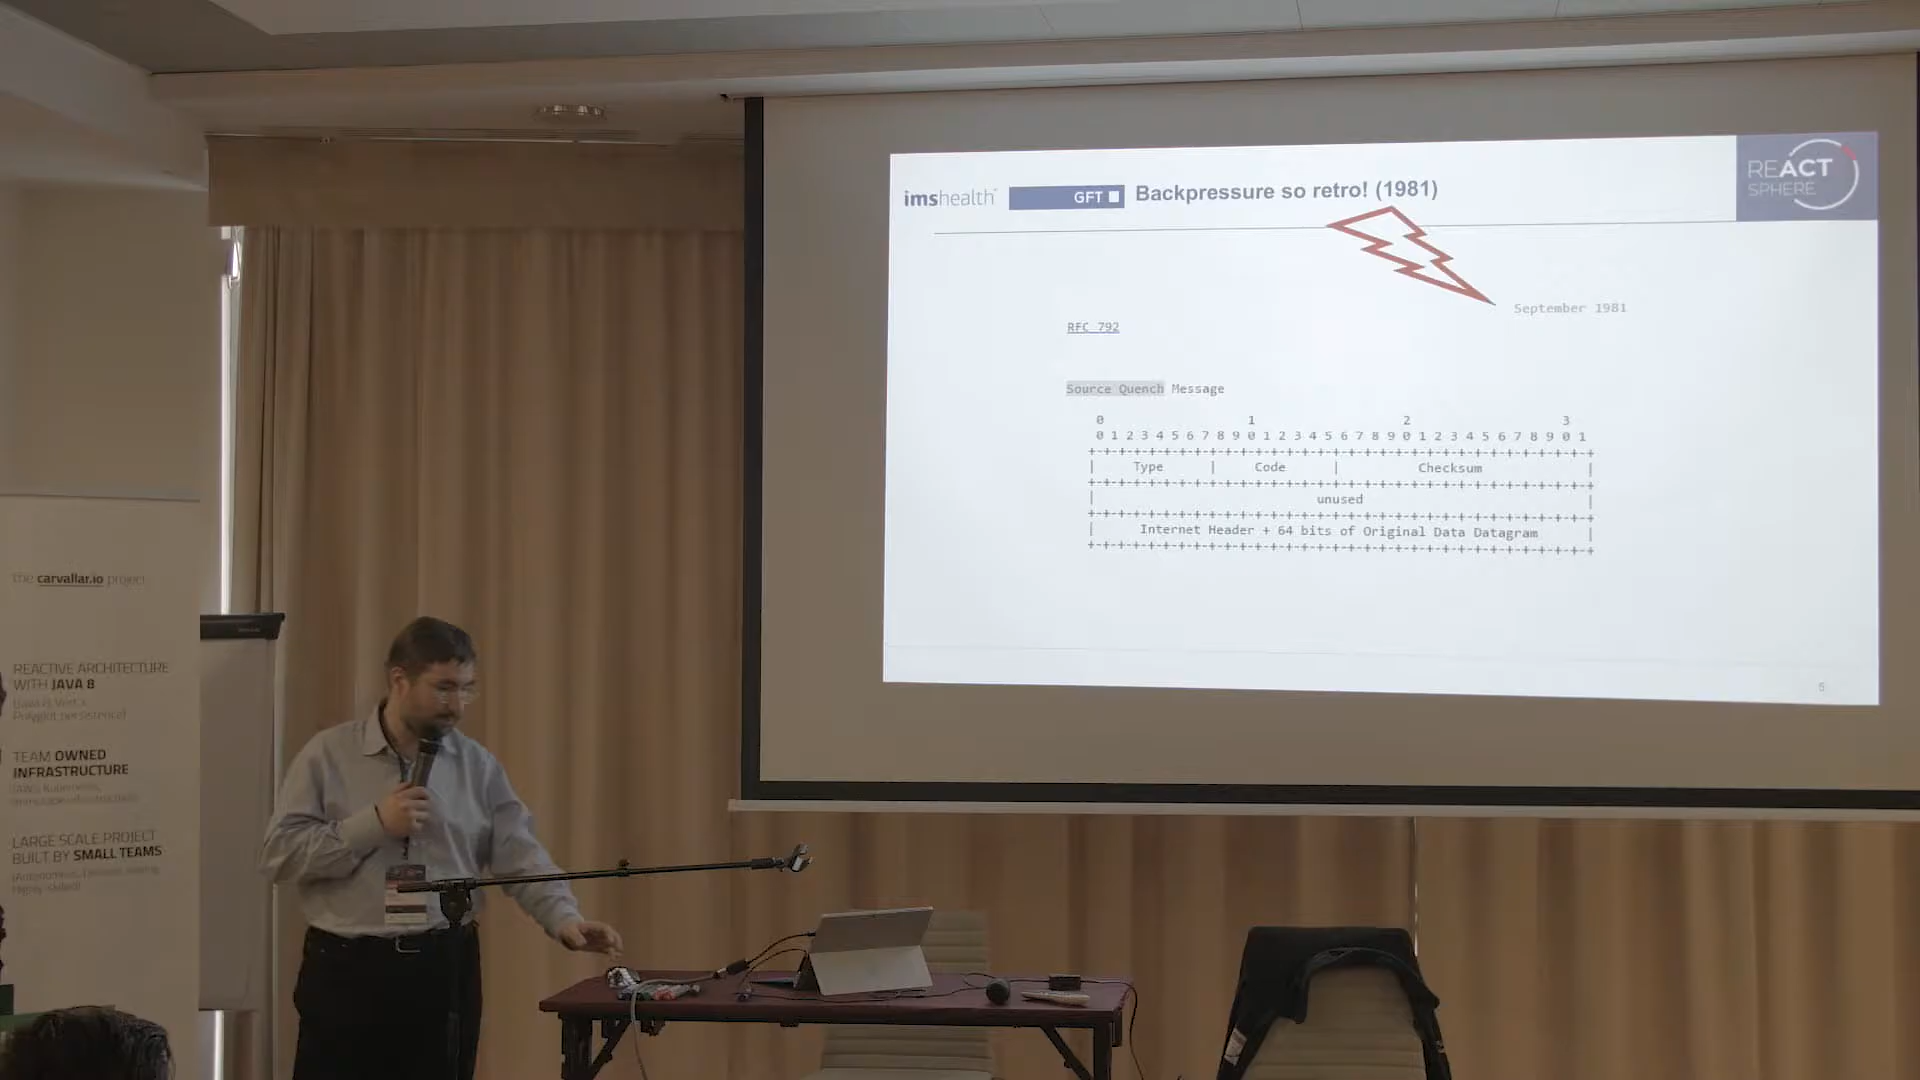 imshealth
GFT
Backpressure so retro! (1981)
REACT
SPHERE
September 1981
RFC 792
Source Quench Message
0 1 2 3
0 1 2 3 4 5 6 7 8 9 0 1 2 3 4 5 6 7 8 9 0 1 2 3 4 5 6 7 8 9 0 1
+-+-+-+-+-+-+-+-+-+-+-+-+-+-+-+-+-+-+-+-+-+-+-+-+-+-+-+-+-+-+-+-+
| Type | Code | Checksum |
+-+-+-+-+-+-+-+-+-+-+-+-+-+-+-+-+-+-+-+-+-+-+-+-+-+-+-+-+-+-+-+-+
| unused |
+-+-+-+-+-+-+-+-+-+-+-+-+-+-+-+-+-+-+-+-+-+-+-+-+-+-+-+-+-+-+-+-+
| Internet Header + 64 bits of Original Data Datagram |
+-+-+-+-+-+-+-+-+-+-+-+-+-+-+-+-+-+-+-+-+-+-+-+-+-+-+-+-+-+-+-+-+
the carvallar.io project
REACTIVE ARCHITECTURE
WITH JAVA 8
Polyglot persistence)
TEAM OWNED
INFRASTRUCTURE
LARGE SCALE PROJECT
BUILT BY SMALL TEAMS